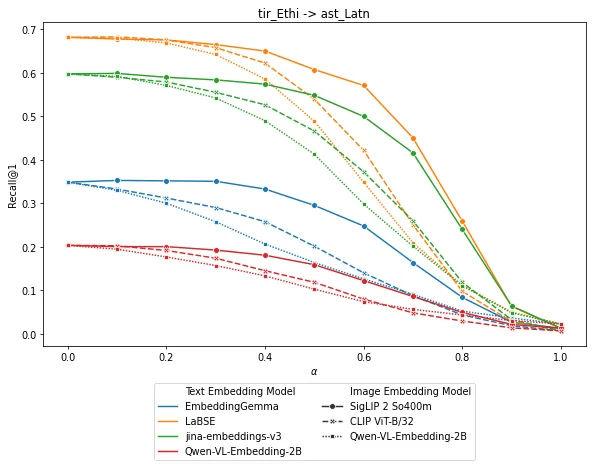 tir_Ethi -> ast_Latn
0.7
0.6
0.5
0.4
0.3
0.2
0.1
0.0
Recall@1
0.0 0.2 0.4 0.6 0.8 1.0
α
Text Embedding Model Image Embedding Model
EmbeddingGemma SigLIP 2 So400m
LaBSE CLIP ViT-B/32
jina-embeddings-v3 Qwen-VL-Embedding-2B
Qwen-VL-Embedding-2B